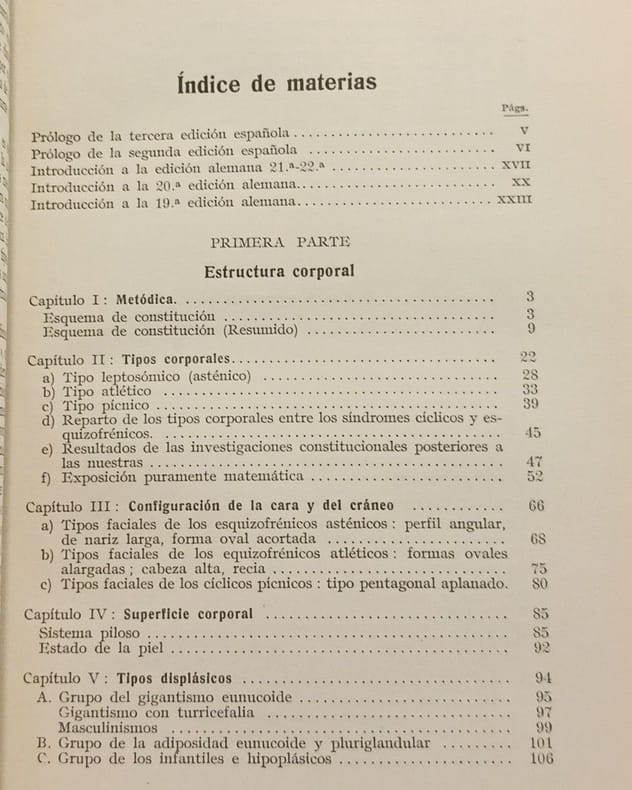 Índice de materias
Págs.
Prólogo de la tercera edición española . . . . . . . . . . . . . . . . . . . . . . . . . . V
Prólogo de la segunda edición española . . . . . . . . . . . . . . . . . . . . . . . . VI
Introducción a la edición alemana 21.ª-22.ª . . . . . . . . . . . . . . . . . . . . . XVII
Introducción a la 20.ª edición alemana. . . . . . . . . . . . . . . . . . . . . . . . . . XX
Introducción a la 19.ª edición alemana. . . . . . . . . . . . . . . . . . . . . . . . . . XXIII
PRIMERA PARTE
Estructura corporal
Capítulo I : Metódica. . . . . . . . . . . . . . . . . . . . . . . . . . . . . . . . . . . . . . . . 3
Esquema de constitución . . . . . . . . . . . . . . . . . . . . . . . . . . . . . . . . . . . 3
Esquema de constitución (Resumido) . . . . . . . . . . . . . . . . . . . . . . . . 9
Capítulo II : Tipos corporales. . . . . . . . . . . . . . . . . . . . . . . . . . . . . . . . . . 22
a) Tipo leptosómico (asténico) . . . . . . . . . . . . . . . . . . . . . . . . . . . . . . 28
b) Tipo atlético . . . . . . . . . . . . . . . . . . . . . . . . . . . . . . . . . . . . . . . . . . . 33
c) Tipo pícnico . . . . . . . . . . . . . . . . . . . . . . . . . . . . . . . . . . . . . . . . . . . 39
d) Reparto de los tipos corporales entre los síndromes cíclicos y es-
quizofrénicos. . . . . . . . . . . . . . . . . . . . . . . . . . . . . . . . . . . . . . . . . 45
e) Resultados de las investigaciones constitucionales posteriores a
las nuestras . . . . . . . . . . . . . . . . . . . . . . . . . . . . . . . . . . . . . . . . . . 47
f) Exposición puramente matemática . . . . . . . . . . . . . . . . . . . . . . . . . 52
Capítulo III : Configuración de la cara y del cráneo . . . . . . . . . . . . 66
a) Tipos faciales de los esquizofrénicos asténicos : perfil angular,
de nariz larga, forma oval acortada . . . . . . . . . . . . . . . . . . . . . . 68
b) Tipos faciales de los equizofrénicos atléticos : formas ovales
alargadas ; cabeza alta, recia . . . . . . . . . . . . . . . . . . . . . . . . . . . . 75
c) Tipos faciales de los cíclicos pícnicos : tipo pentagonal aplanado. 80
Capítulo IV : Superficie corporal . . . . . . . . . . . . . . . . . . . . . . . . . . . . . . 85
Sistema piloso . . . . . . . . . . . . . . . . . . . . . . . . . . . . . . . . . . . . . . . . . . . . 85
Estado de la piel . . . . . . . . . . . . . . . . . . . . . . . . . . . . . . . . . . . . . . . . . . 92
Capítulo V : Tipos displásicos . . . . . . . . . . . . . . . . . . . . . . . . . . . . . . . . . 94
A. Grupo del gigantismo eunucoide . . . . . . . . . . . . . . . . . . . . . . . . . . . 95
Gigantismo con turricefalia . . . . . . . . . . . . . . . . . . . . . . . . . . . . . . . 97
Masculinismos . . . . . . . . . . . . . . . . . . . . . . . . . . . . . . . . . . . . . . . . . . 99
B. Grupo de la adiposidad eunucoide y pluriglandular . . . . . . . . . 101
C. Grupo de los infantiles e hipoplásicos . . . . . . . . . . . . . . . . . . . . . . 106